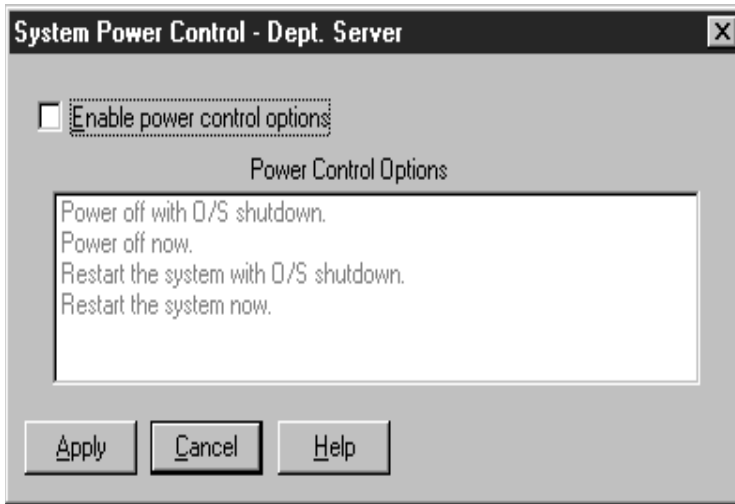 System Power Control - Dept. Server
Enable power control options
Power Control Options
Power off with O/S shutdown.
Power off now.
Restart the system with O/S shutdown.
Restart the system now.
Apply Cancel Help